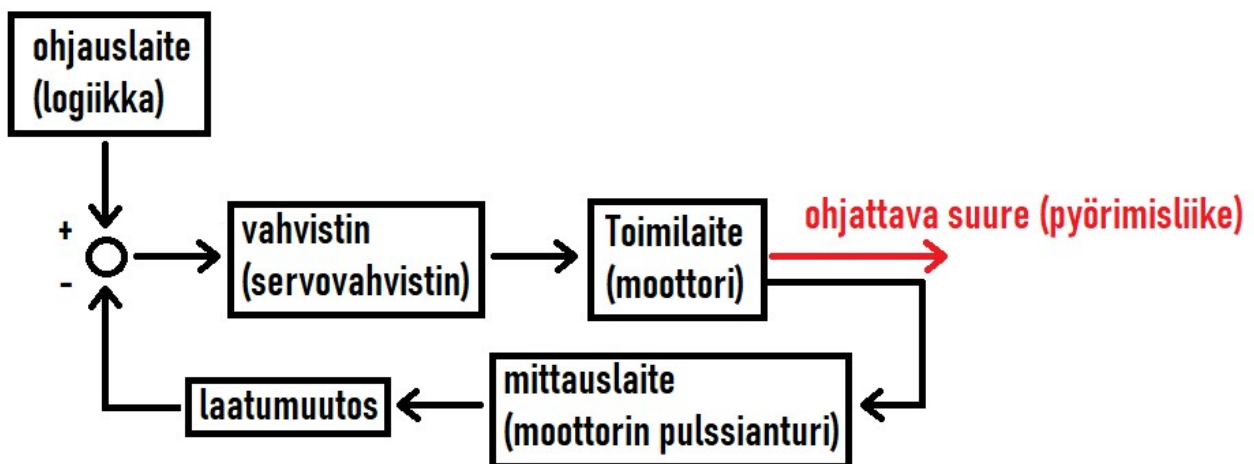 ohjauslaite
(logiikka)
+
-
vahvistin
(servovahvistin)
Toimilaite
(moottori)
ohjattava suure (pyörimisliike)
laatumuutos
mittauslaite
(moottorin pulssianturi)